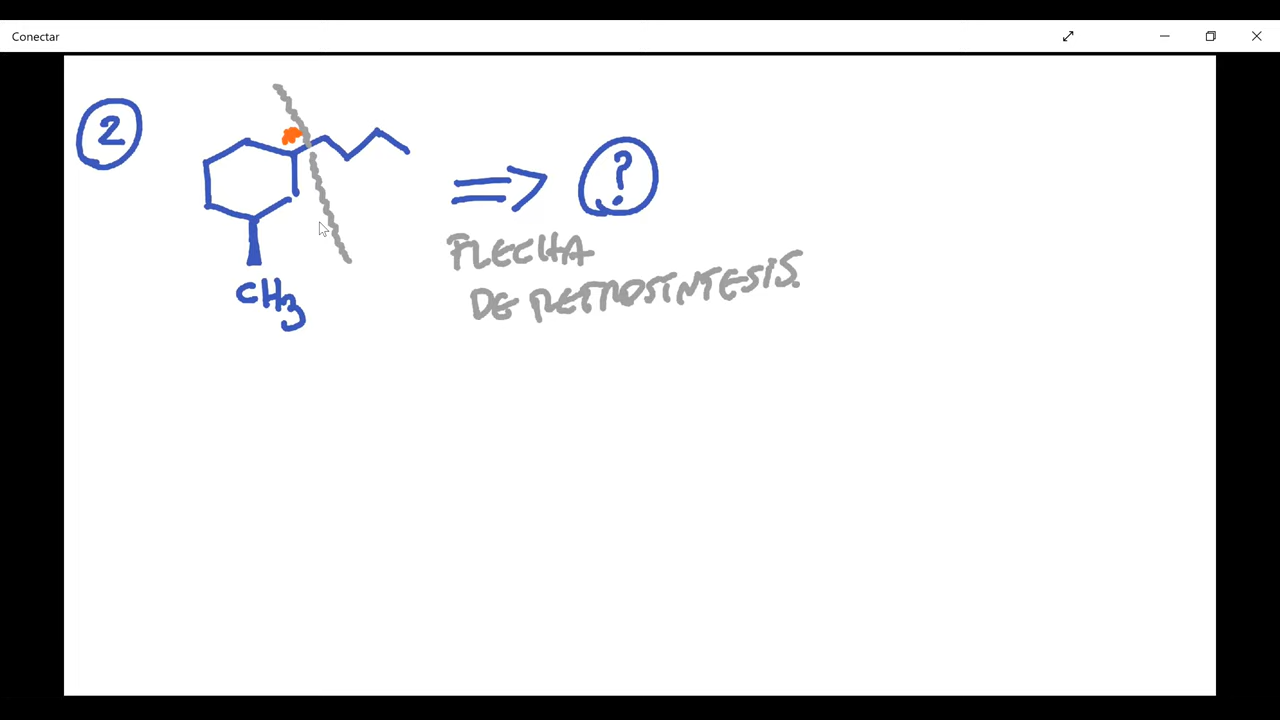 Conectar
2
?
FLECHA
DE RETROSINTESIS.
CH3